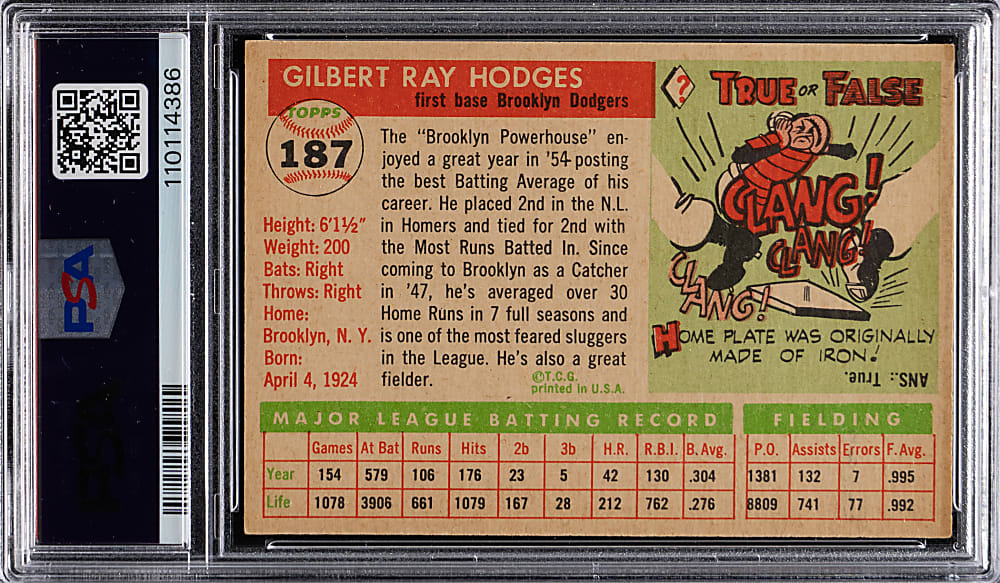 110114386
PSA
GILBERT RAY HODGES
first base Brooklyn Dodgers
TOPPS
187
Height: 6'1½"
Weight: 200
Bats: Right
Throws: Right
Home:
Brooklyn, N. Y.
Born:
April 4, 1924
The "Brooklyn Powerhouse" en-
joyed a great year in '54 posting
the best Batting Average of his
career. He placed 2nd in the N.L.
in Homers and tied for 2nd with
the Most Runs Batted In. Since
coming to Brooklyn as a Catcher
in '47, he's averaged over 30
Home Runs in 7 full seasons and
is one of the most feared sluggers
in the League. He's also a great
fielder.
©T.C.G.
printed in U.S.A.
?
TRUE OR FALSE
CLANG!
CLANG!
CLANG!
HOME PLATE WAS ORIGINALLY
MADE OF IRON!
ANS.: True.
MAJOR LEAGUE BATTING RECORD FIELDING
Games At Bat Runs Hits 2b 3b H.R. R.B.I. B. Avg. P.O. Assists Errors F. Avg.
Year 154 579 106 176 23 5 42 130 .304 1381 132 7 .995
Life 1078 3906 661 1079 167 28 212 762 .276 8809 741 77 .992